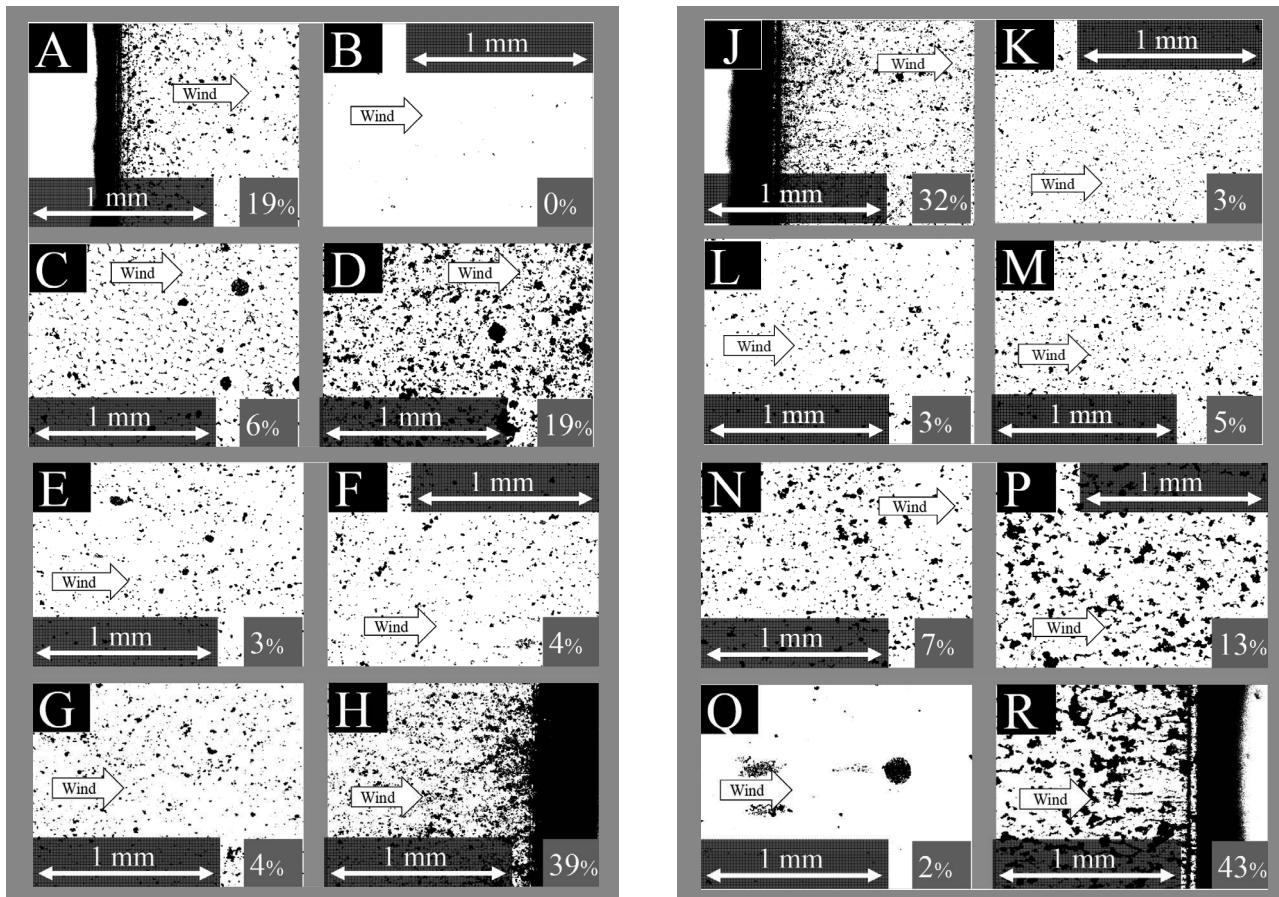 A
Wind
1 mm
19%
B
1 mm
Wind
0%
C
Wind
1 mm
6%
D
Wind
1 mm
19%
E
Wind
1 mm
3%
F
1 mm
Wind
4%
G
Wind
1 mm
4%
H
Wind
1 mm
39%
J
Wind
1 mm
32%
K
1 mm
Wind
3%
L
Wind
1 mm
3%
M
Wind
1 mm
5%
N
Wind
1 mm
7%
P
1 mm
Wind
13%
Q
Wind
1 mm
2%
R
Wind
1 mm
43%